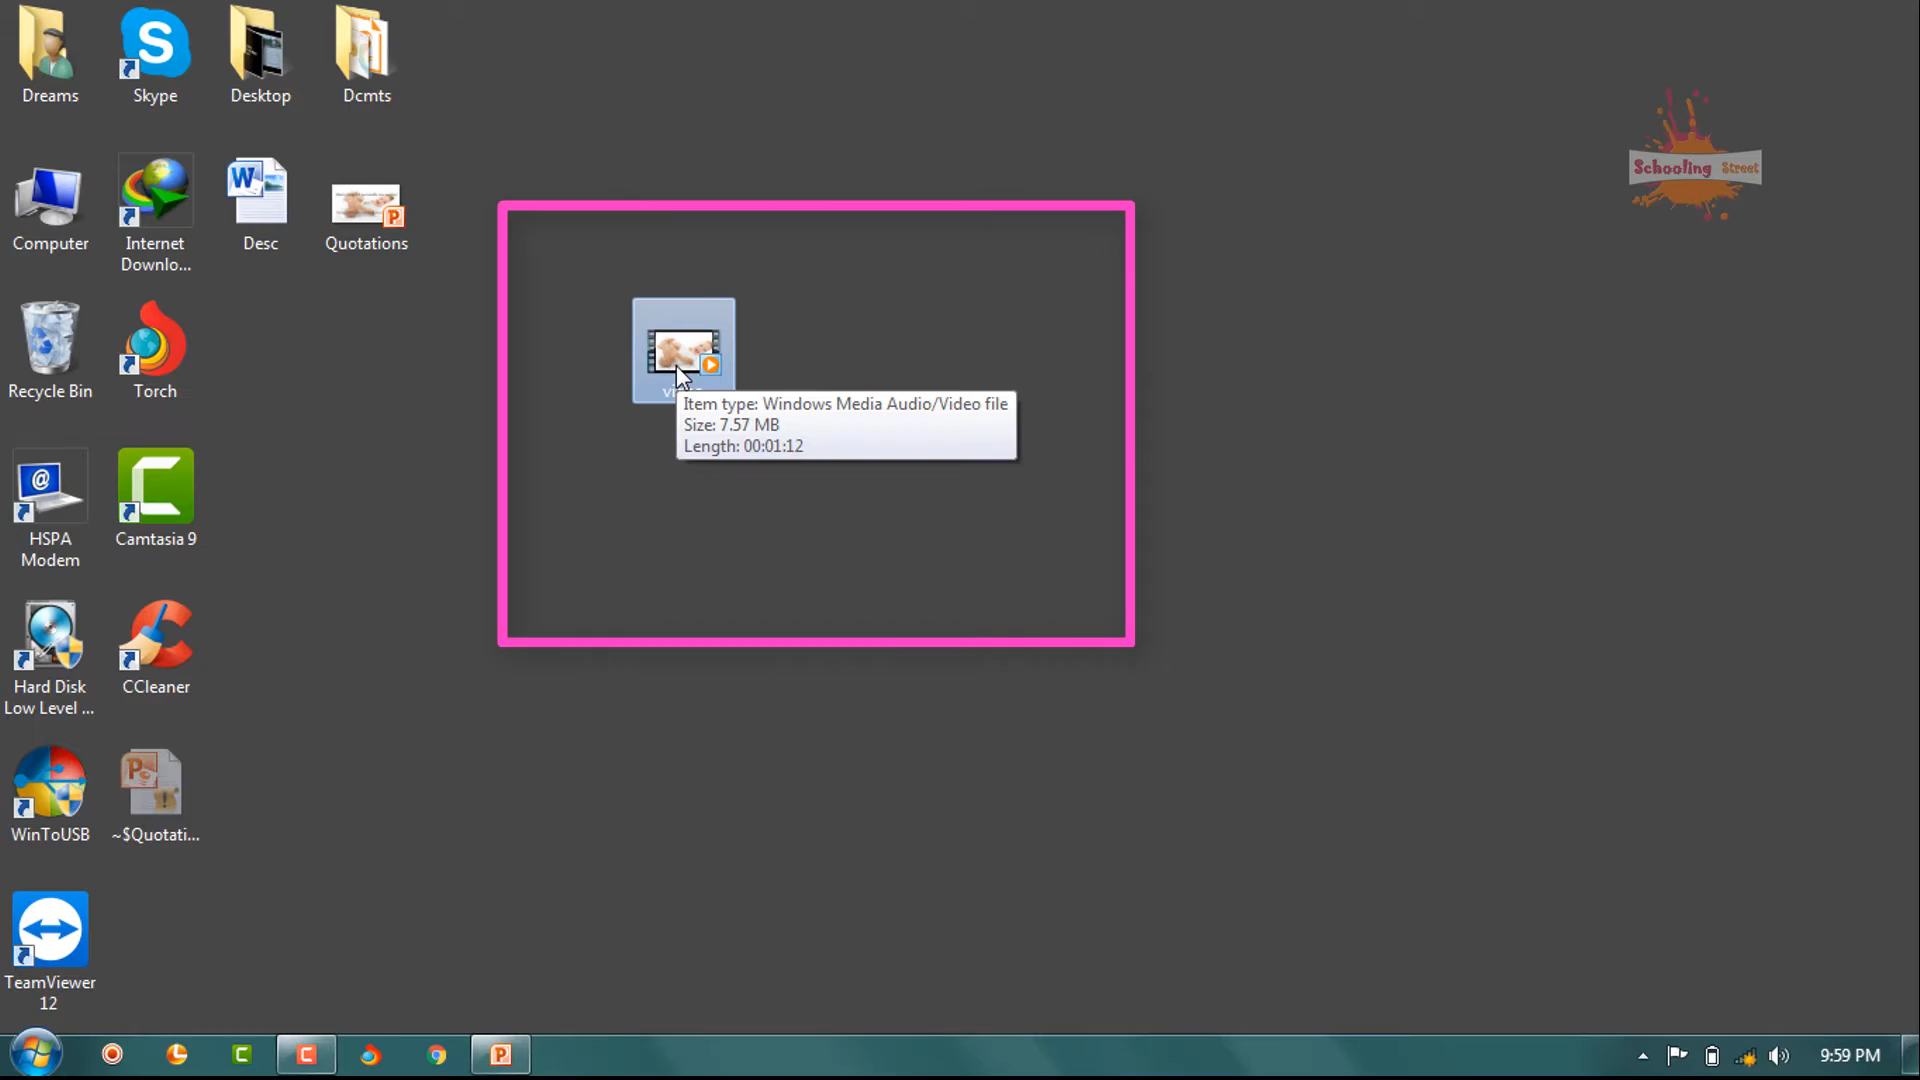 Dreams
Skype
Desktop
Dcmts
Schooling Street
Computer
Internet
Downlo...
Desc
Quotations
Recycle Bin
Torch
Item type: Windows Media Audio/Video file
Size: 7.57 MB
Length: 00:01:12
HSPA
Modem
Camtasia 9
Hard Disk
Low Level ...
CCleaner
WinToUSB
~$Quotati...
TeamViewer
12
9:59 PM